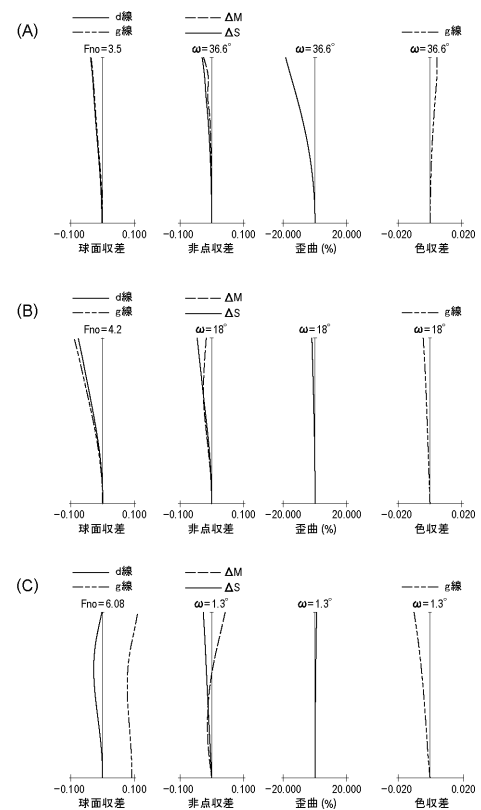 (A)
d線 ΔM
g線 ΔS g線
Fno=3.5 ω=36.6° ω=36.6° ω=36.6°
-0.100 0.100 -0.100 0.100 -20.000 20.000 -0.020 0.020
球面収差 非点収差 歪曲(%) 色収差
(B)
d線 ΔM
g線 ΔS g線
Fno=4.2 ω=18° ω=18° ω=18°
-0.100 0.100 -0.100 0.100 -20.000 20.000 -0.020 0.020
球面収差 非点収差 歪曲(%) 色収差
(C)
d線 ΔM
g線 ΔS g線
Fno=6.08 ω=1.3° ω=1.3° ω=1.3°
-0.100 0.100 -0.100 0.100 -20.000 20.000 -0.020 0.020
球面収差 非点収差 歪曲(%) 色収差